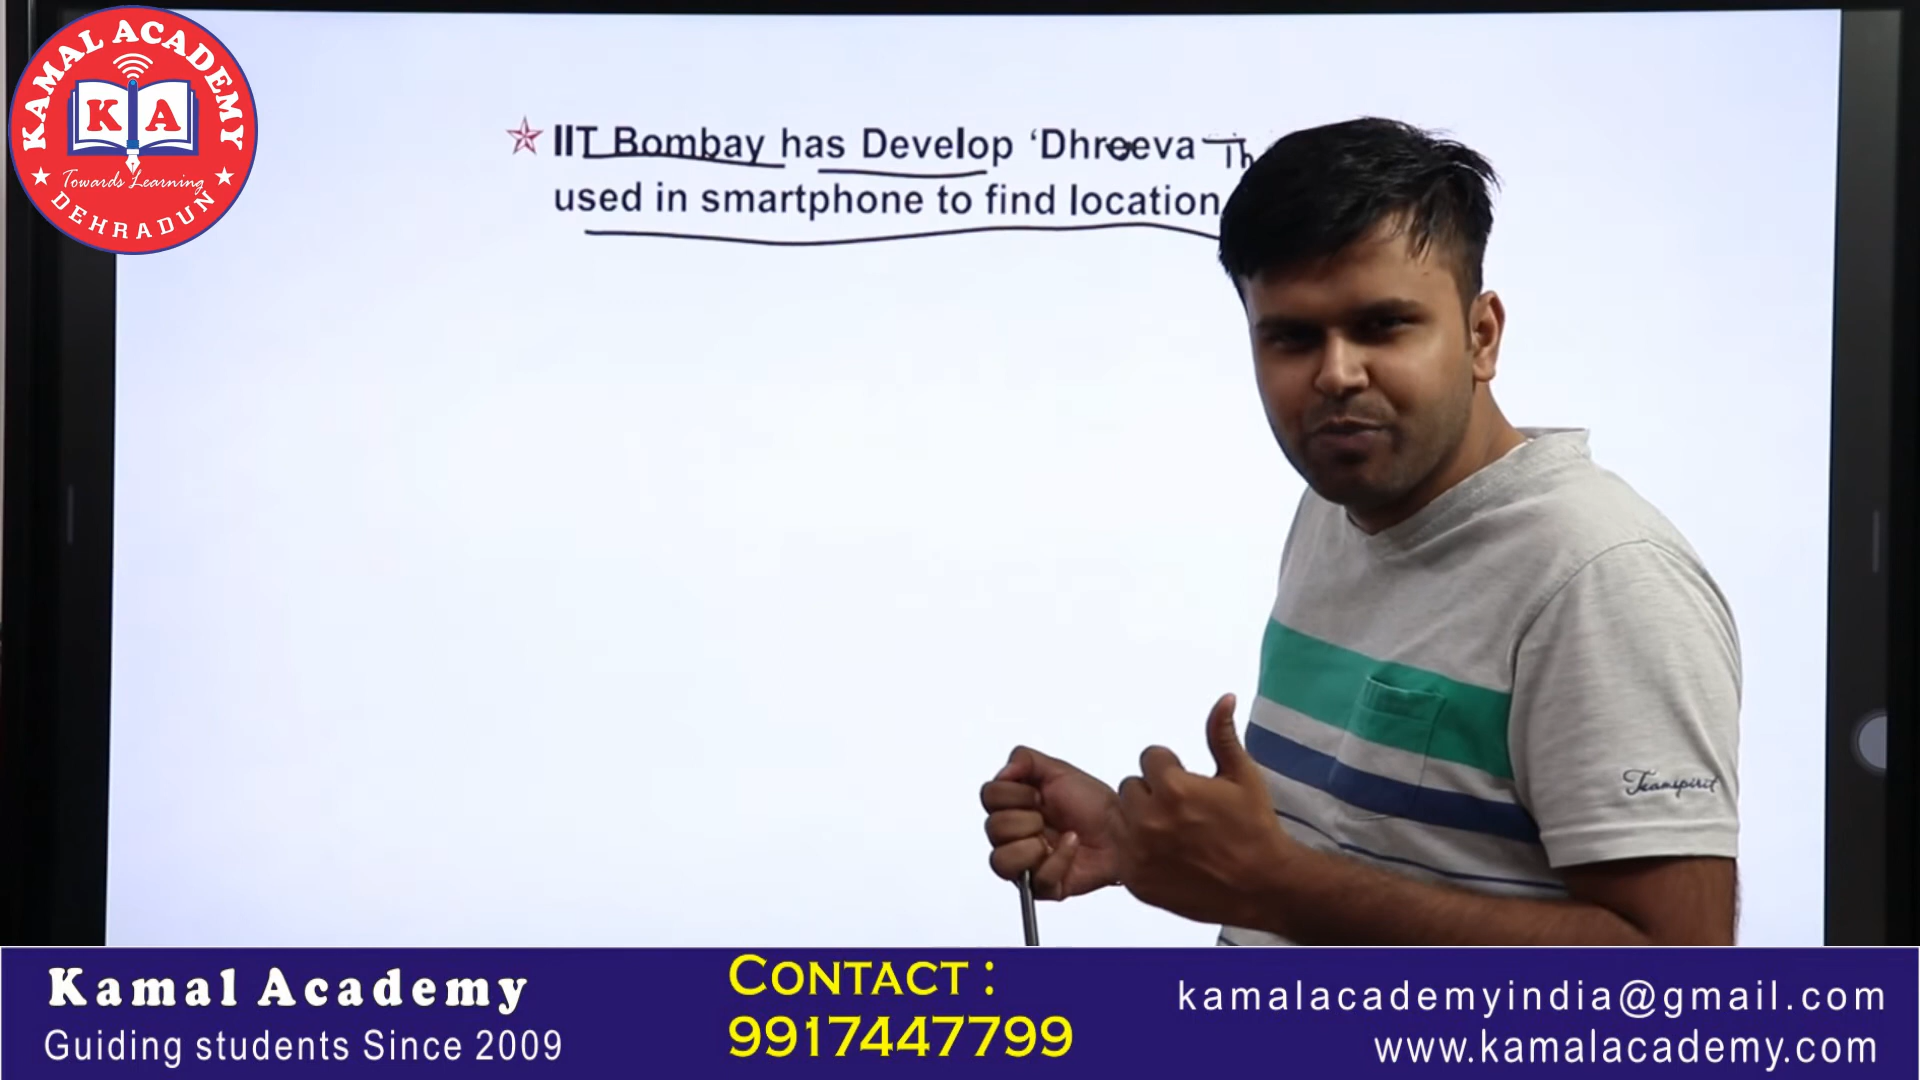 KAMAL ACADEMY
K A
Towards Learning
DEHRADUN
IIT Bombay has Develop ‘Dhreeva
used in smartphone to find location
Transpirit
Kamal Academy
Guiding students Since 2009
CONTACT :
9917447799
kamalacademyindia@gmail.com
www.kamalacademy.com